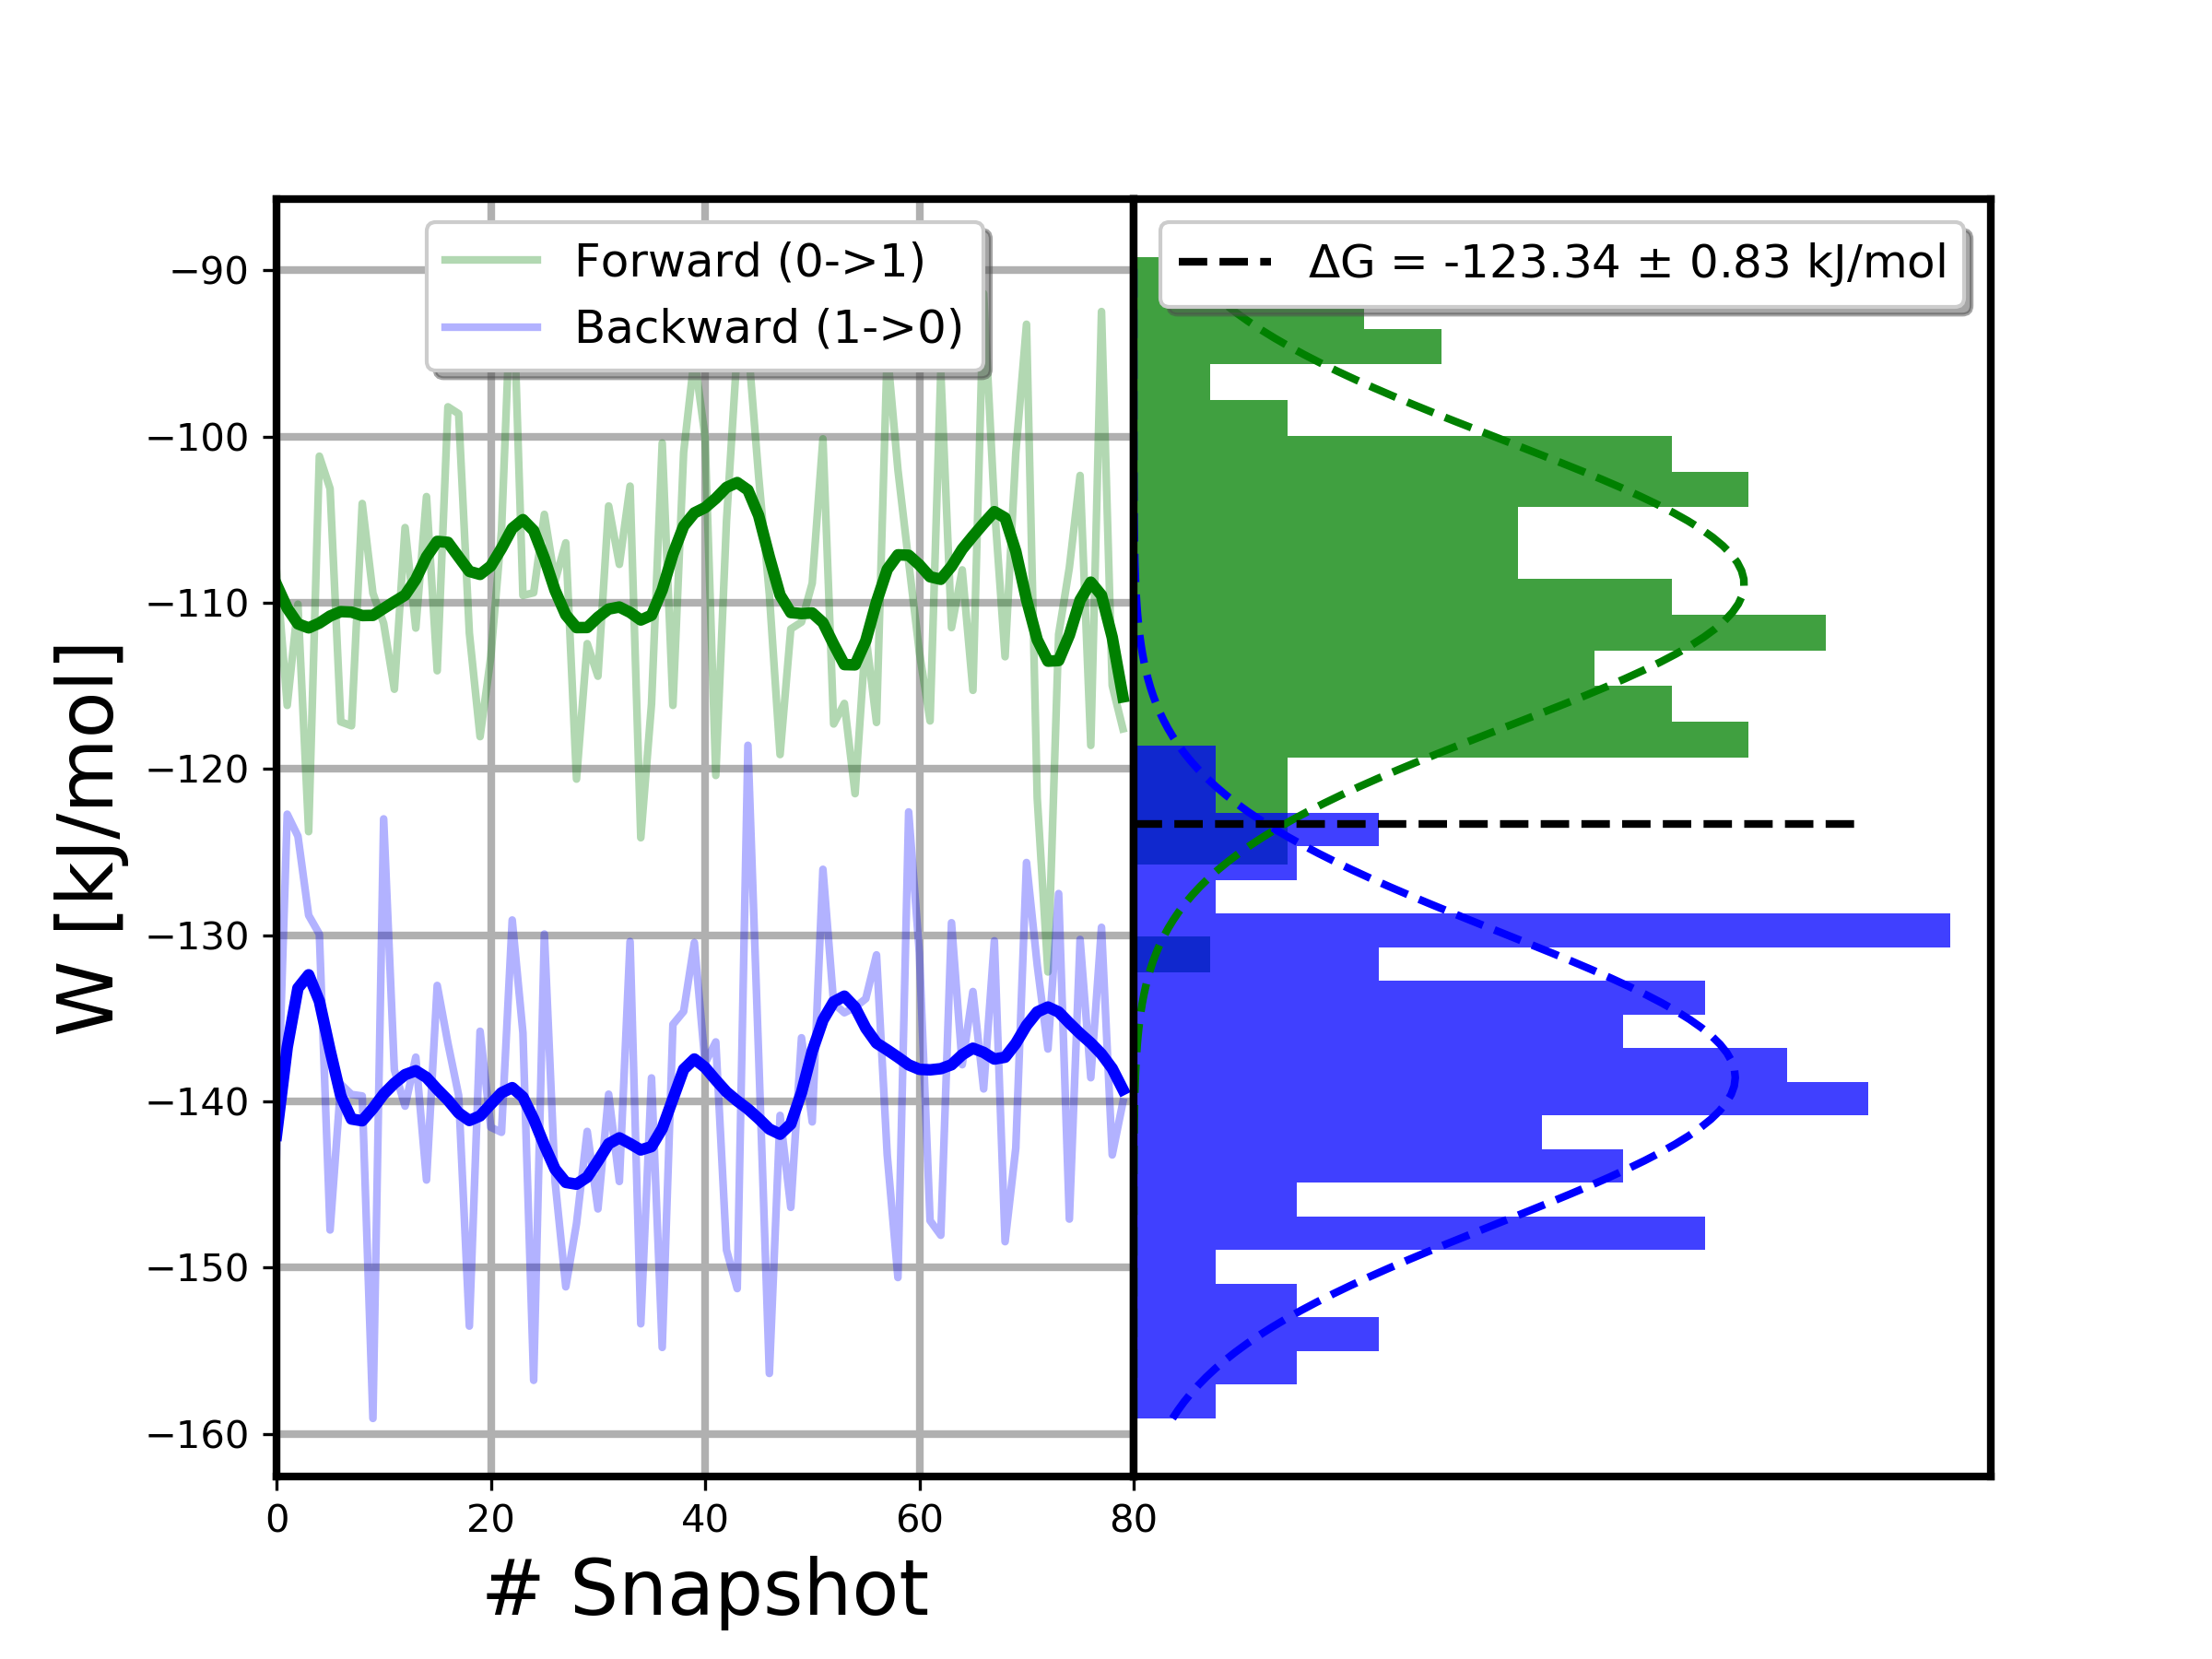 Forward (0->1)
Backward (1->0)
ΔG = -123.34 ± 0.83 kJ/mol
−90
−100
−110
−120
−130
−140
−150
−160
W [kJ/mol]
0 20 40 60 80
# Snapshot